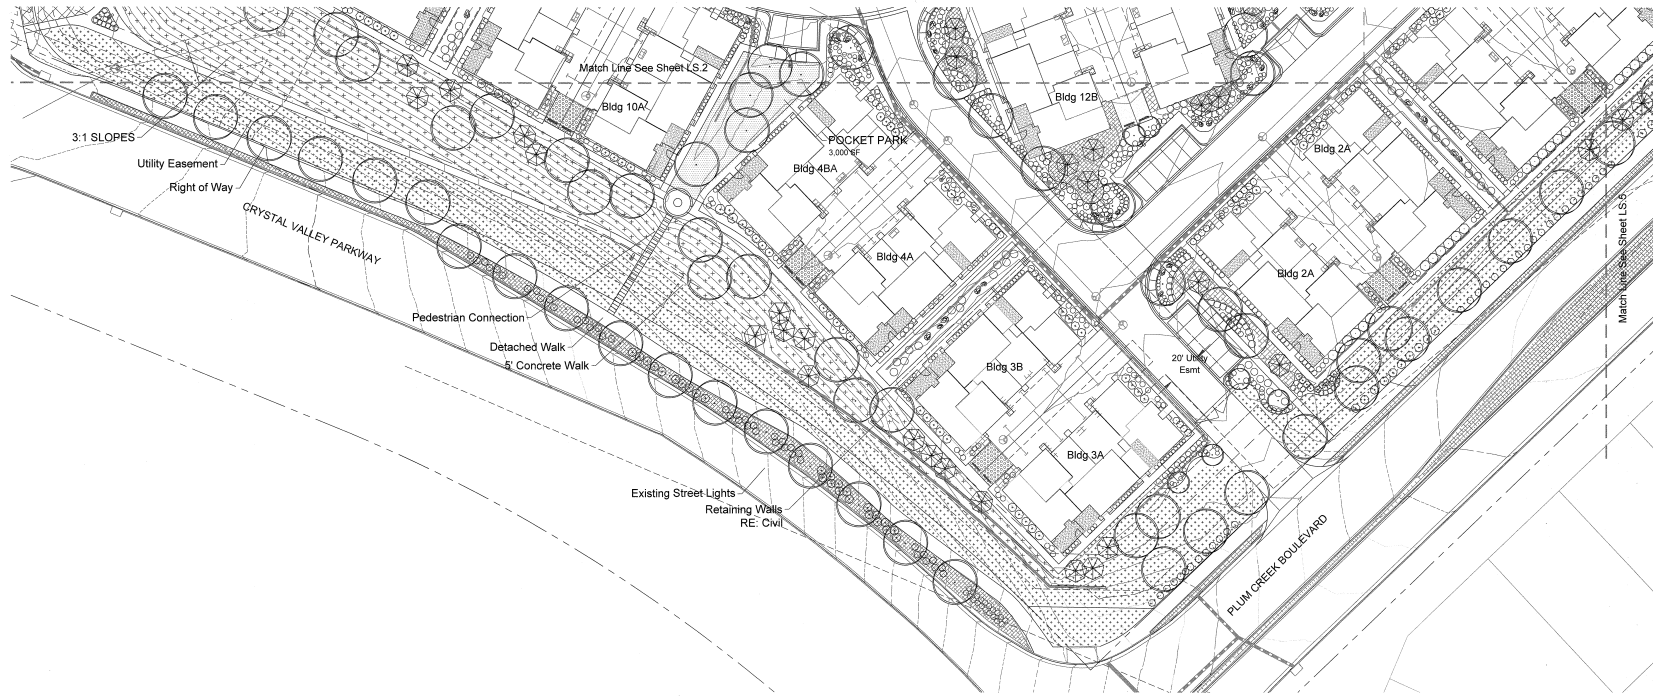 Match Line See Sheet LS.2
Bldg 10A
Bldg 12B
3:1 SLOPES
POCKET PARK
3,000 SF
Bldg 2A
Utility Easement
Bldg 4BA
Right of Way
CRYSTAL VALLEY PARKWAY
Bldg 4A
Bldg 2A
Match Line See Sheet LS.5
Pedestrian Connection
Detached Walk
5' Concrete Walk
Bldg 3B
20' Utility
Esmt
Bldg 3A
Existing Street Lights
Retaining Walls
RE: Civil
PLUM CREEK BOULEVARD